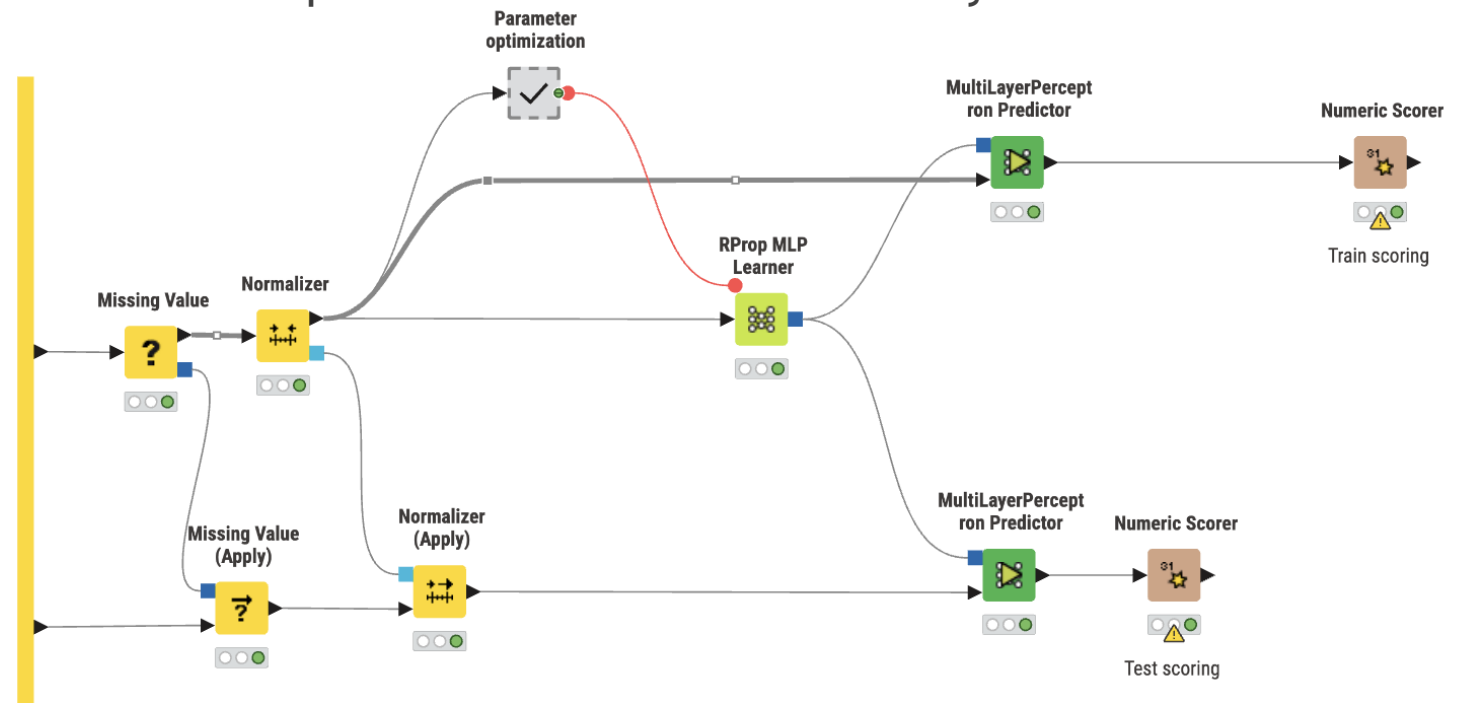 Parameter
optimization
MultiLayerPercept
ron Predictor
Numeric Scorer
Train scoring
RProp MLP
Learner
Normalizer
Missing Value
?
Missing Value
(Apply)
?
Normalizer
(Apply)
MultiLayerPercept
ron Predictor
Numeric Scorer
Test scoring